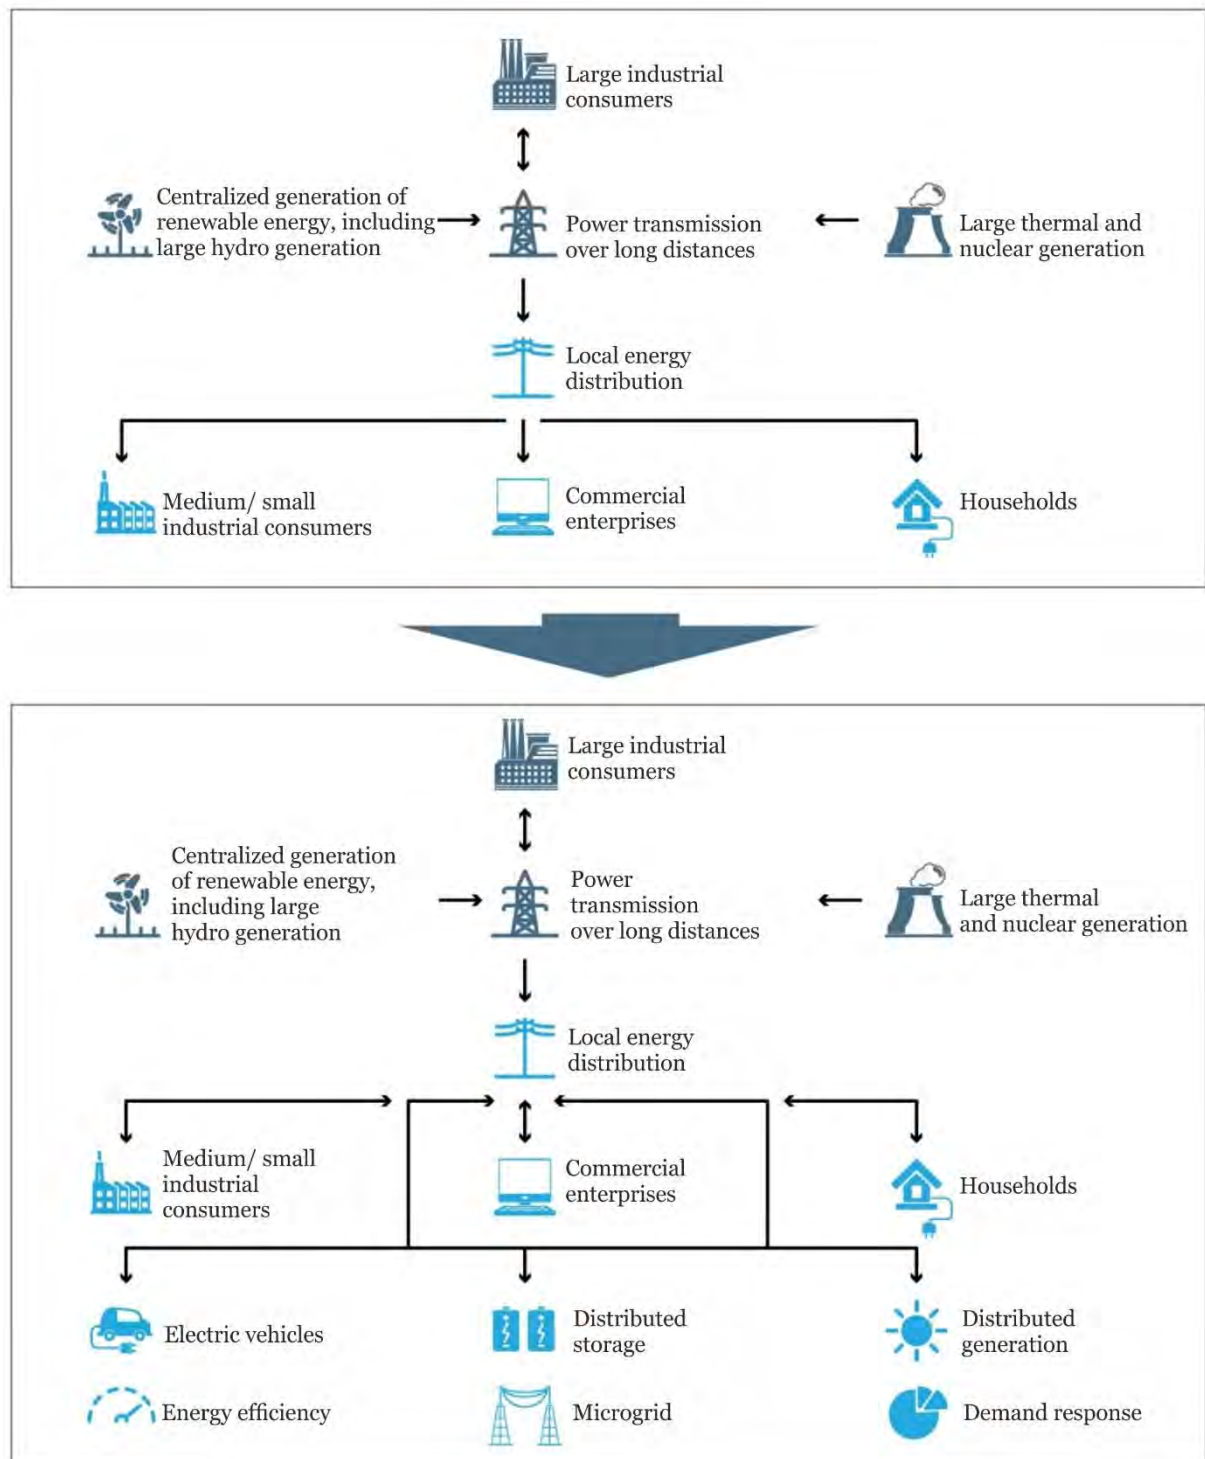 Large industrial
consumers
Centralized generation of
renewable energy, including
large hydro generation
Power transmission
over long distances
Large thermal and
nuclear generation
Local energy
distribution
Medium/ small
industrial consumers
Commercial
enterprises
Households
Large industrial
consumers
Centralized generation
of renewable energy,
including large
hydro generation
Power
transmission
over long distances
Large thermal
and nuclear generation
Local energy
distribution
Medium/ small
industrial
consumers
Commercial
enterprises
Households
Electric vehicles
Distributed
storage
Distributed
generation
Energy efficiency
Microgrid
Demand response